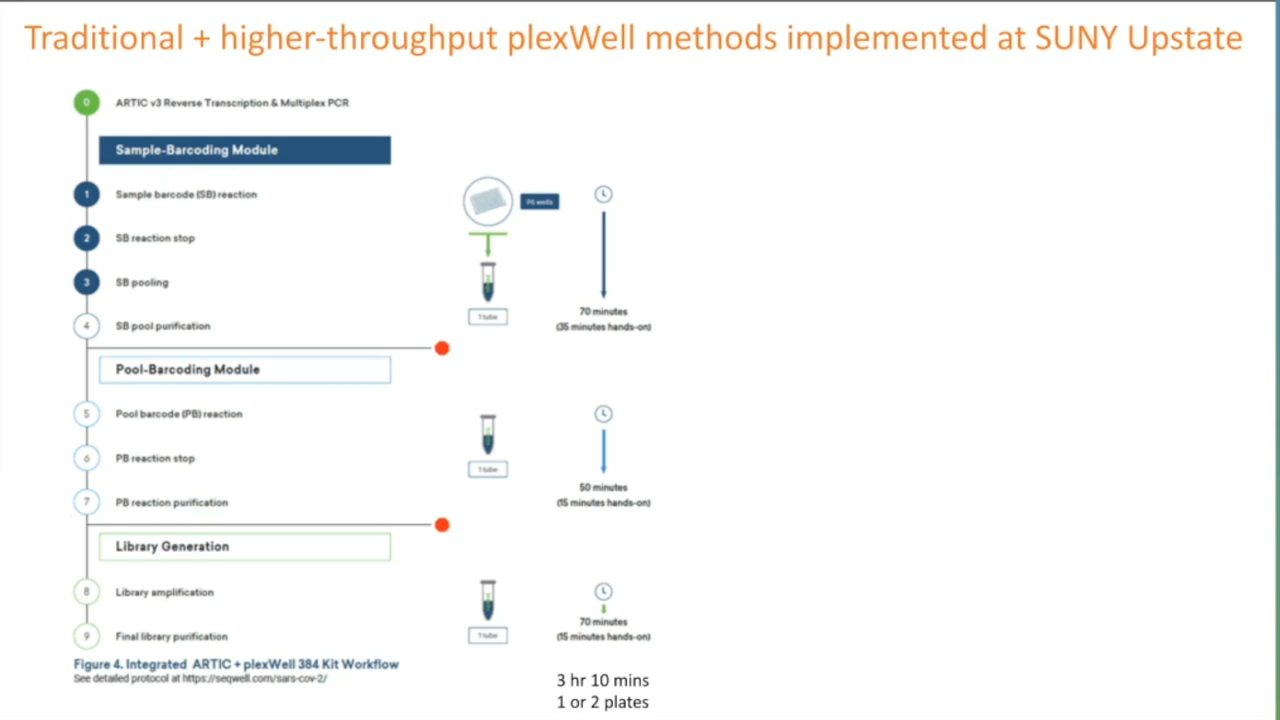 Traditional + higher-throughput plexWell methods implemented at SUNY Upstate
0 ARTIC v3 Reverse Transcription & Multiplex PCR
Sample-Barcoding Module
1 Sample barcode (SB) reaction
96 wells
2 SB reaction stop
3 SB pooling
1 tube
70 minutes
(35 minutes hands-on)
4 SB pool purification
Pool-Barcoding Module
5 Pool barcode (PB) reaction
6 PB reaction stop
1 tube
50 minutes
(15 minutes hands-on)
7 PB reaction purification
Library Generation
8 Library amplification
1 tube
70 minutes
(15 minutes hands-on)
9 Final library purification
Figure 4. Integrated ARTIC + plexWell 384 Kit Workflow
See detailed protocol at https://seqwell.com/sars-cov-2/
3 hr 10 mins
1 or 2 plates